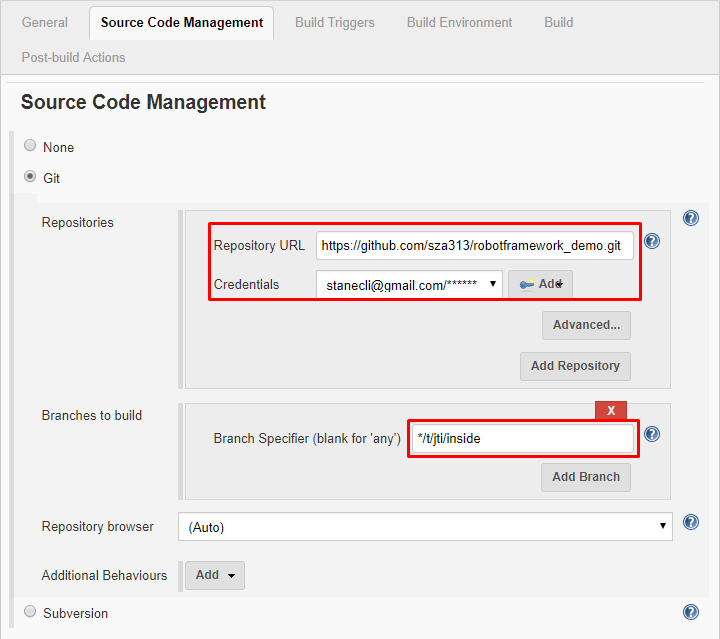 General Source Code Management Build Triggers Build Environment Build
Post-build Actions
Source Code Management
None
Git
Repositories
Repository URL https://github.com/sza313/robotframework_demo.git
Credentials stanecli@gmail.com/****** Add
Advanced...
Add Repository
Branches to build
X
Branch Specifier (blank for 'any') */t/jti/inside
Add Branch
Repository browser (Auto)
Additional Behaviours Add
Subversion